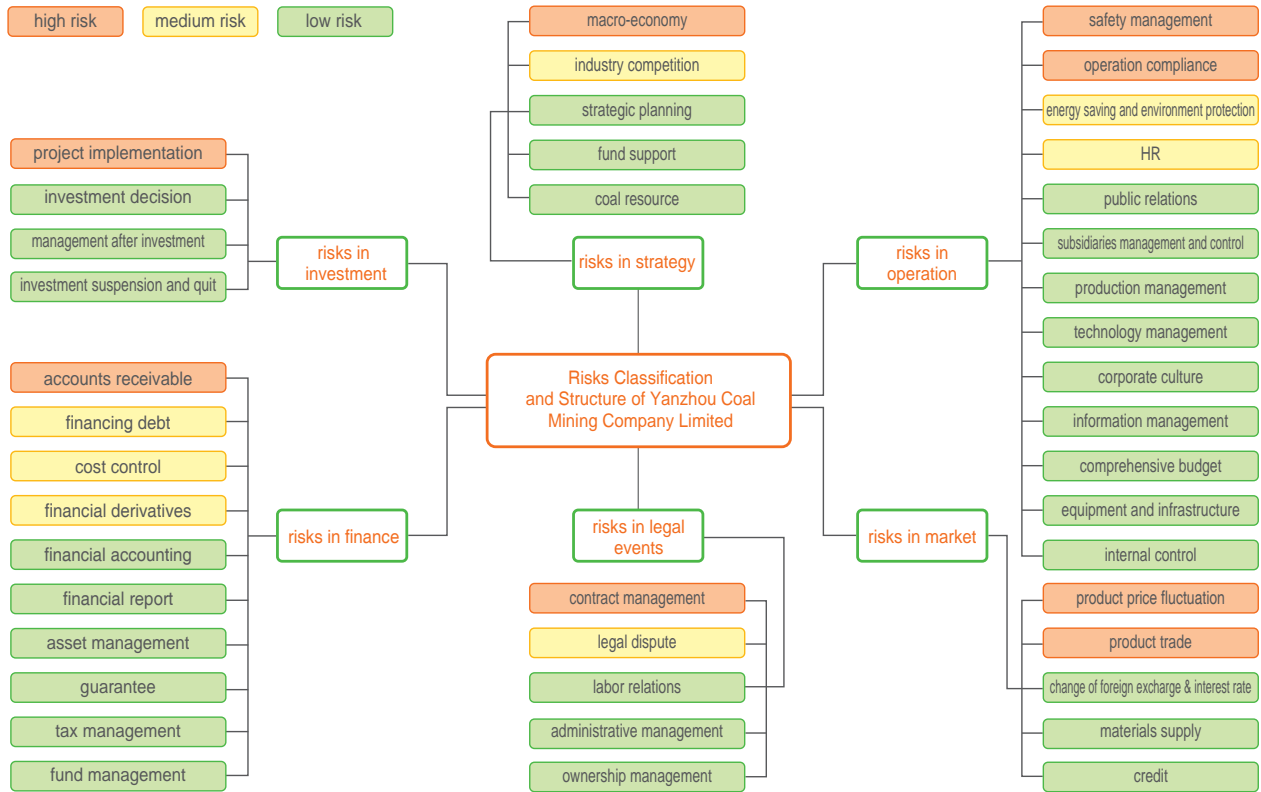 high risk
medium risk
low risk
macro-economy
industry competition
strategic planning
fund support
coal resource
risks in strategy
project implementation
investment decision
management after investment
investment suspension and quit
risks in
investment
accounts receivable
financing debt
cost control
financial derivatives
financial accounting
financial report
asset management
guarantee
tax management
fund management
risks in finance
Risks Classification
and Structure of Yanzhou Coal
Mining Company Limited
risks in legal
events
contract management
legal dispute
labor relations
administrative management
ownership management
risks in
operation
safety management
operation compliance
energy saving and environment protection
HR
public relations
subsidiaries management and control
production management
technology management
corporate culture
information management
comprehensive budget
equipment and infrastructure
internal control
risks in market
product price fluctuation
product trade
change of foreign exchange & interest rate
materials supply
credit